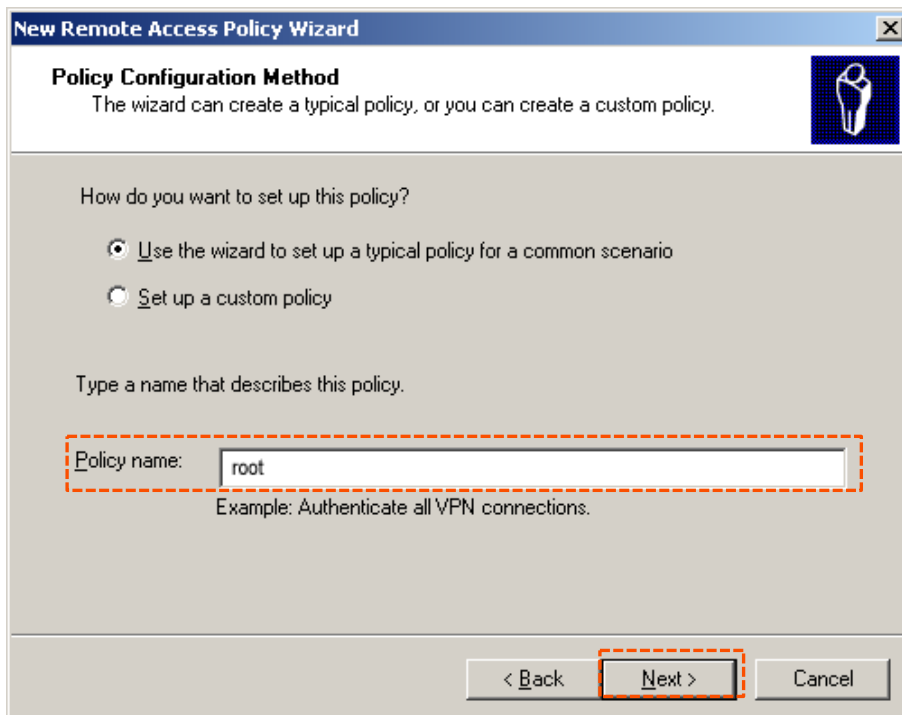 New Remote Access Policy Wizard
Policy Configuration Method
The wizard can create a typical policy, or you can create a custom policy.
How do you want to set up this policy?
Use the wizard to set up a typical policy for a common scenario
Set up a custom policy
Type a name that describes this policy.
Policy name: root
Example: Authenticate all VPN connections.
< Back Next > Cancel